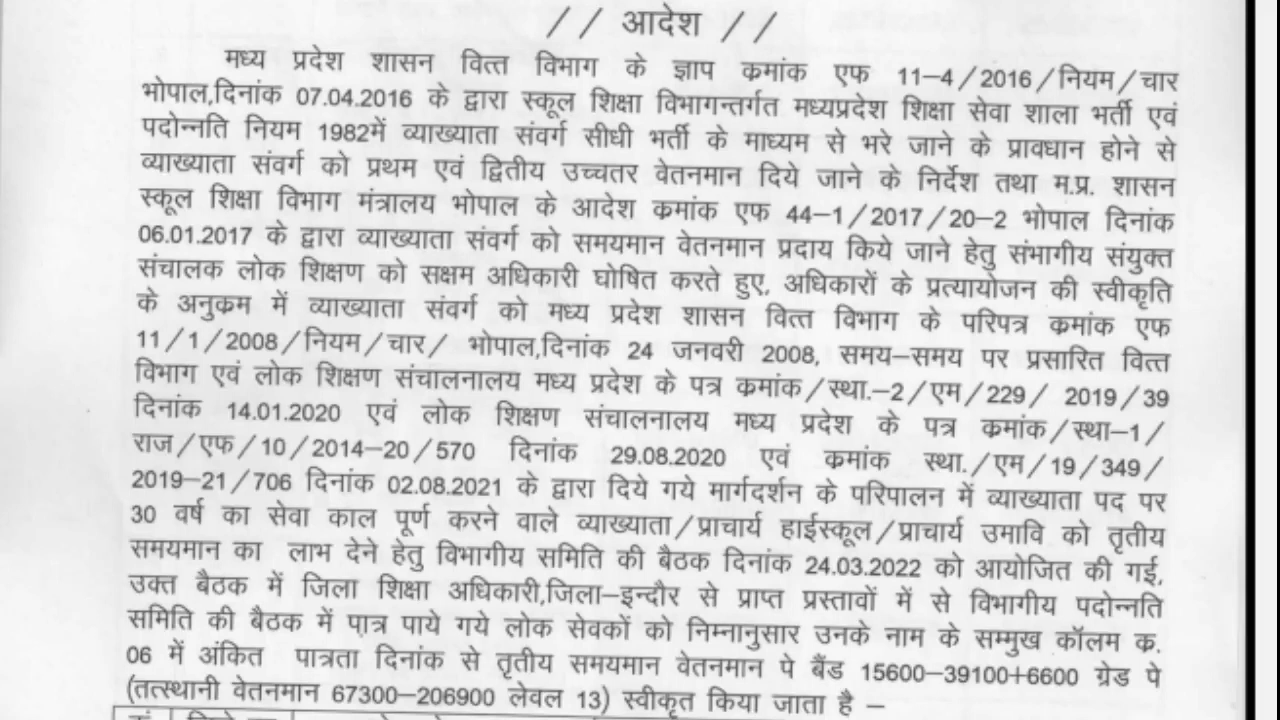 // आदेश //
मध्य प्रदेश शासन वित्त विभाग के ज्ञाप क्रमांक एफ 11–4/2016/नियम/चार
भोपाल,दिनांक 07.04.2016 के द्वारा स्कूल शिक्षा विभागन्तर्गत मध्यप्रदेश शिक्षा सेवा शाला भर्ती एवं
पदोन्नति नियम 1982में व्याख्याता संवर्ग सीधी भर्ती के माध्यम से भरे जाने के प्रावधान होने से
व्याख्याता संवर्ग को प्रथम एवं द्वितीय उच्चतर वेतनमान दिये जाने के निर्देश तथा म.प्र. शासन
स्कूल शिक्षा विभाग मंत्रालय भोपाल के आदेश क्रमांक एफ 44–1/2017/20–2 भोपाल दिनांक
06.01.2017 के द्वारा व्याख्याता संवर्ग को समयमान वेतनमान प्रदाय किये जाने हेतु संभागीय संयुक्त
संचालक लोक शिक्षण को सक्षम अधिकारी घोषित करते हुए, अधिकारों के प्रत्यायोजन की स्वीकृति
के अनुक्रम में व्याख्याता संवर्ग को मध्य प्रदेश शासन वित्त विभाग के परिपत्र क्रमांक एफ
11/1/2008/नियम/चार/ भोपाल,दिनांक 24 जनवरी 2008, समय–समय पर प्रसारित वित्त
विभाग एवं लोक शिक्षण संचालनालय मध्य प्रदेश के पत्र क्रमांक/स्था.–2/एम/229/ 2019/39
दिनांक 14.01.2020 एवं लोक शिक्षण संचालनालय मध्य प्रदेश के पत्र क्रमांक/स्था–1/
राज/एफ/10/2014–20/570 दिनांक 29.08.2020 एवं क्रमांक स्था./एम/19/349/
2019–21/706 दिनांक 02.08.2021 के द्वारा दिये गये मार्गदर्शन के परिपालन में व्याख्याता पद पर
30 वर्ष का सेवा काल पूर्ण करने वाले व्याख्याता/प्राचार्य हाईस्कूल/प्राचार्य उमावि को तृतीय
समयमान का लाभ देने हेतु विभागीय समिति की बैठक दिनांक 24.03.2022 को आयोजित की गई,
उक्त बैठक में जिला शिक्षा अधिकारी,जिला–इन्दौर से प्राप्त प्रस्तावों में से विभागीय पदोन्नति
समिति की बैठक में पात्र पाये गये लोक सेवकों को निम्नानुसार उनके नाम के सम्मुख कॉलम क्र.
06 में अंकित पात्रता दिनांक से तृतीय समयमान वेतनमान पे बैंड 15600–39100+6600 ग्रेड पे
(तत्स्थानी वेतनमान 67300–206900 लेवल 13) स्वीकृत किया जाता है –